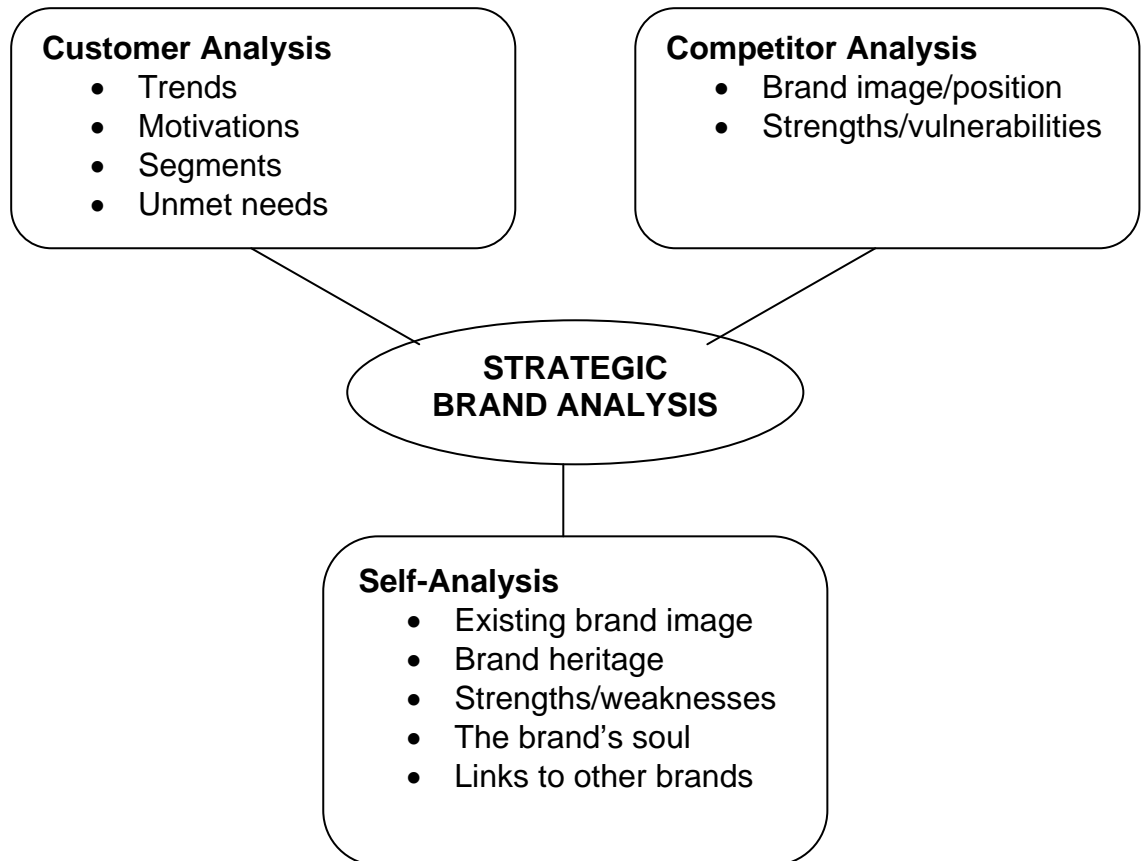 Customer Analysis
• Trends
• Motivations
• Segments
• Unmet needs
Competitor Analysis
• Brand image/position
• Strengths/vulnerabilities
STRATEGIC
BRAND ANALYSIS
Self-Analysis
• Existing brand image
• Brand heritage
• Strengths/weaknesses
• The brand’s soul
• Links to other brands